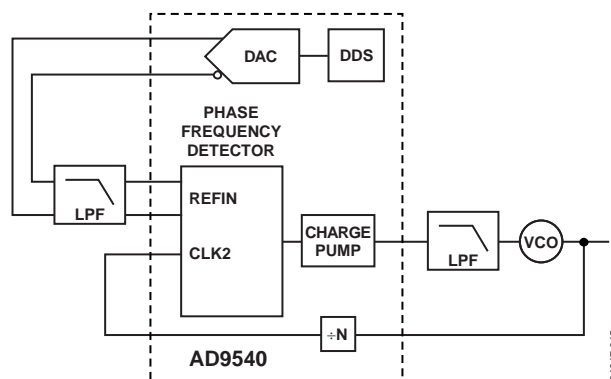 DAC
DDS
PHASE
FREQUENCY
DETECTOR
REFIN
LPF
CLK2
CHARGE
PUMP
LPF
VCO
÷N
AD9540